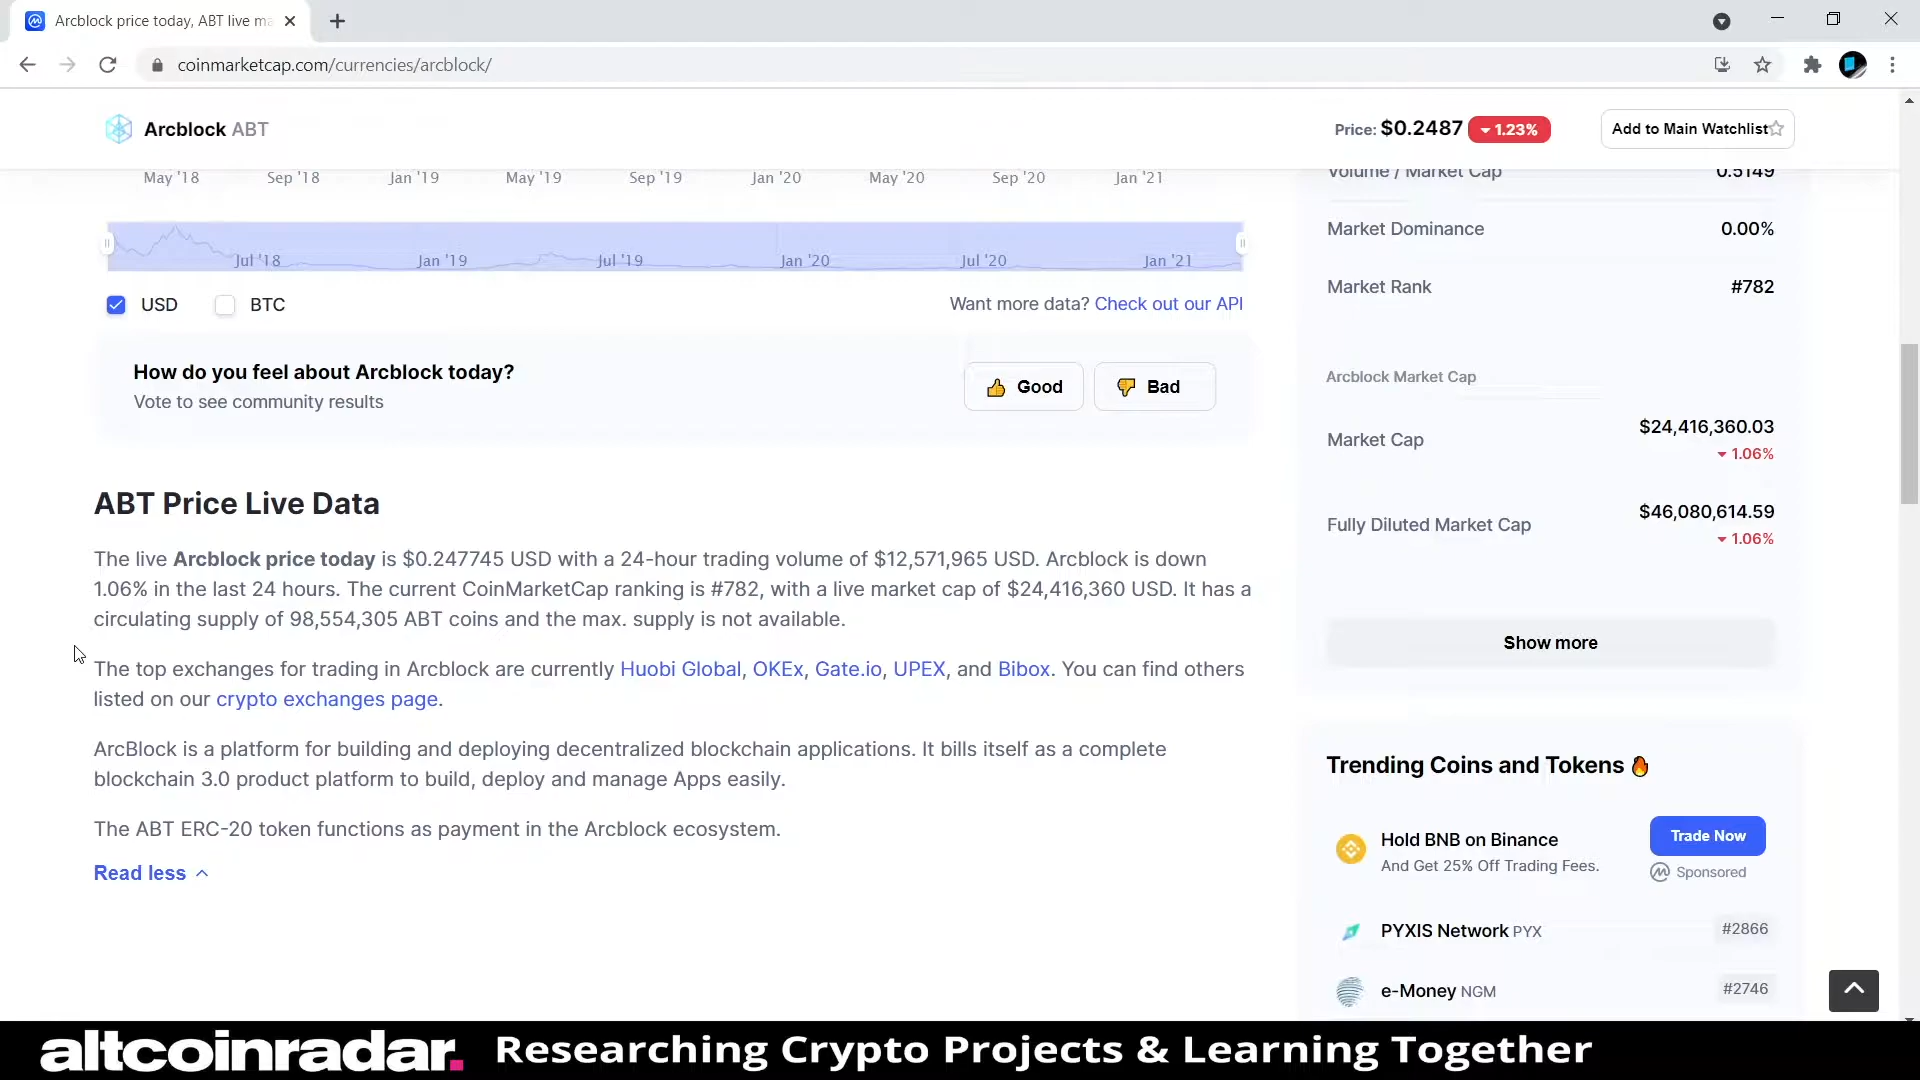 Arcblock price today, ABT live ma
coinmarketcap.com/currencies/arcblock/
Arcblock ABT
Price: $0.2487 1.23%
Add to Main Watchlist
May '18 Sep '18 Jan '19 May '19 Sep '19 Jan '20 May '20 Sep '20 Jan '21
Jul '18 Jan '19 Jul '19 Jan '20 Jul '20 Jan '21
USD BTC
Want more data? Check out our API
How do you feel about Arcblock today?
Vote to see community results
Good
Bad
ABT Price Live Data
The live Arcblock price today is $0.247745 USD with a 24-hour trading volume of $12,571,965 USD. Arcblock is down
1.06% in the last 24 hours. The current CoinMarketCap ranking is #782, with a live market cap of $24,416,360 USD. It has a
circulating supply of 98,554,305 ABT coins and the max. supply is not available.
The top exchanges for trading in Arcblock are currently Huobi Global, OKEx, Gate.io, UPEX, and Bibox. You can find others
listed on our crypto exchanges page.
ArcBlock is a platform for building and deploying decentralized blockchain applications. It bills itself as a complete
blockchain 3.0 product platform to build, deploy and manage Apps easily.
The ABT ERC-20 token functions as payment in the Arcblock ecosystem.
Read less
Volume / Market Cap 0.5149
Market Dominance 0.00%
Market Rank #782
Arcblock Market Cap
Market Cap $24,416,360.03
1.06%
Fully Diluted Market Cap $46,080,614.59
1.06%
Show more
Trending Coins and Tokens
Hold BNB on Binance
And Get 25% Off Trading Fees.
Trade Now
Sponsored
PYXIS Network PYX #2866
e-Money NGM #2746
altcoinradar. Researching Crypto Projects & Learning Together